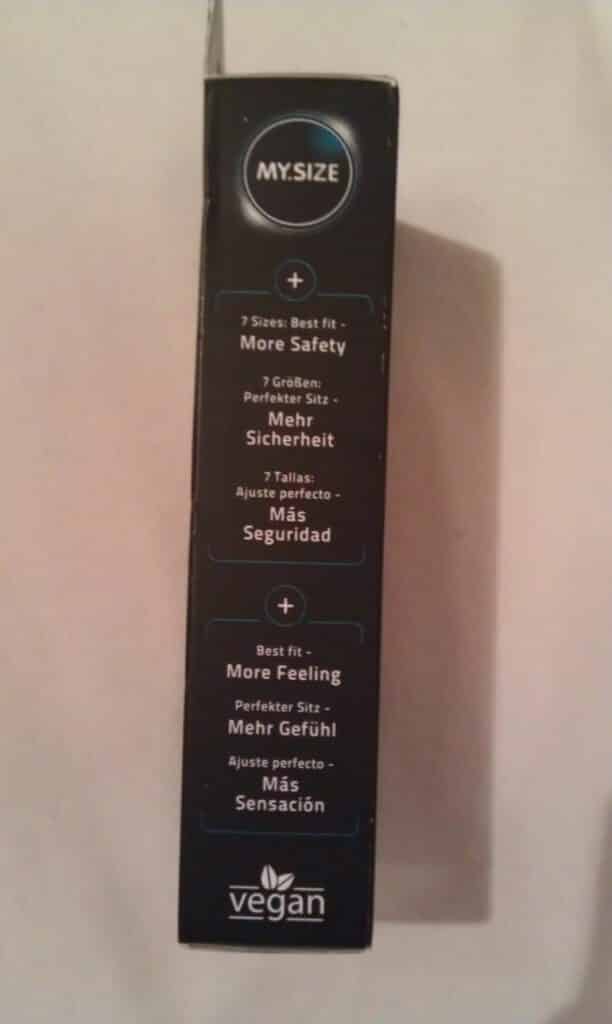 MY.SIZE
+
7 Sizes: Best fit -
More Safety
7 Größen:
Perfekter Sitz -
Mehr
Sicherheit
7 Tallas:
Ajuste perfecto -
Más
Seguridad
+
Best fit -
More Feeling
Perfekter Sitz -
Mehr Gefühl
Ajuste perfecto -
Más
Sensación
vegan